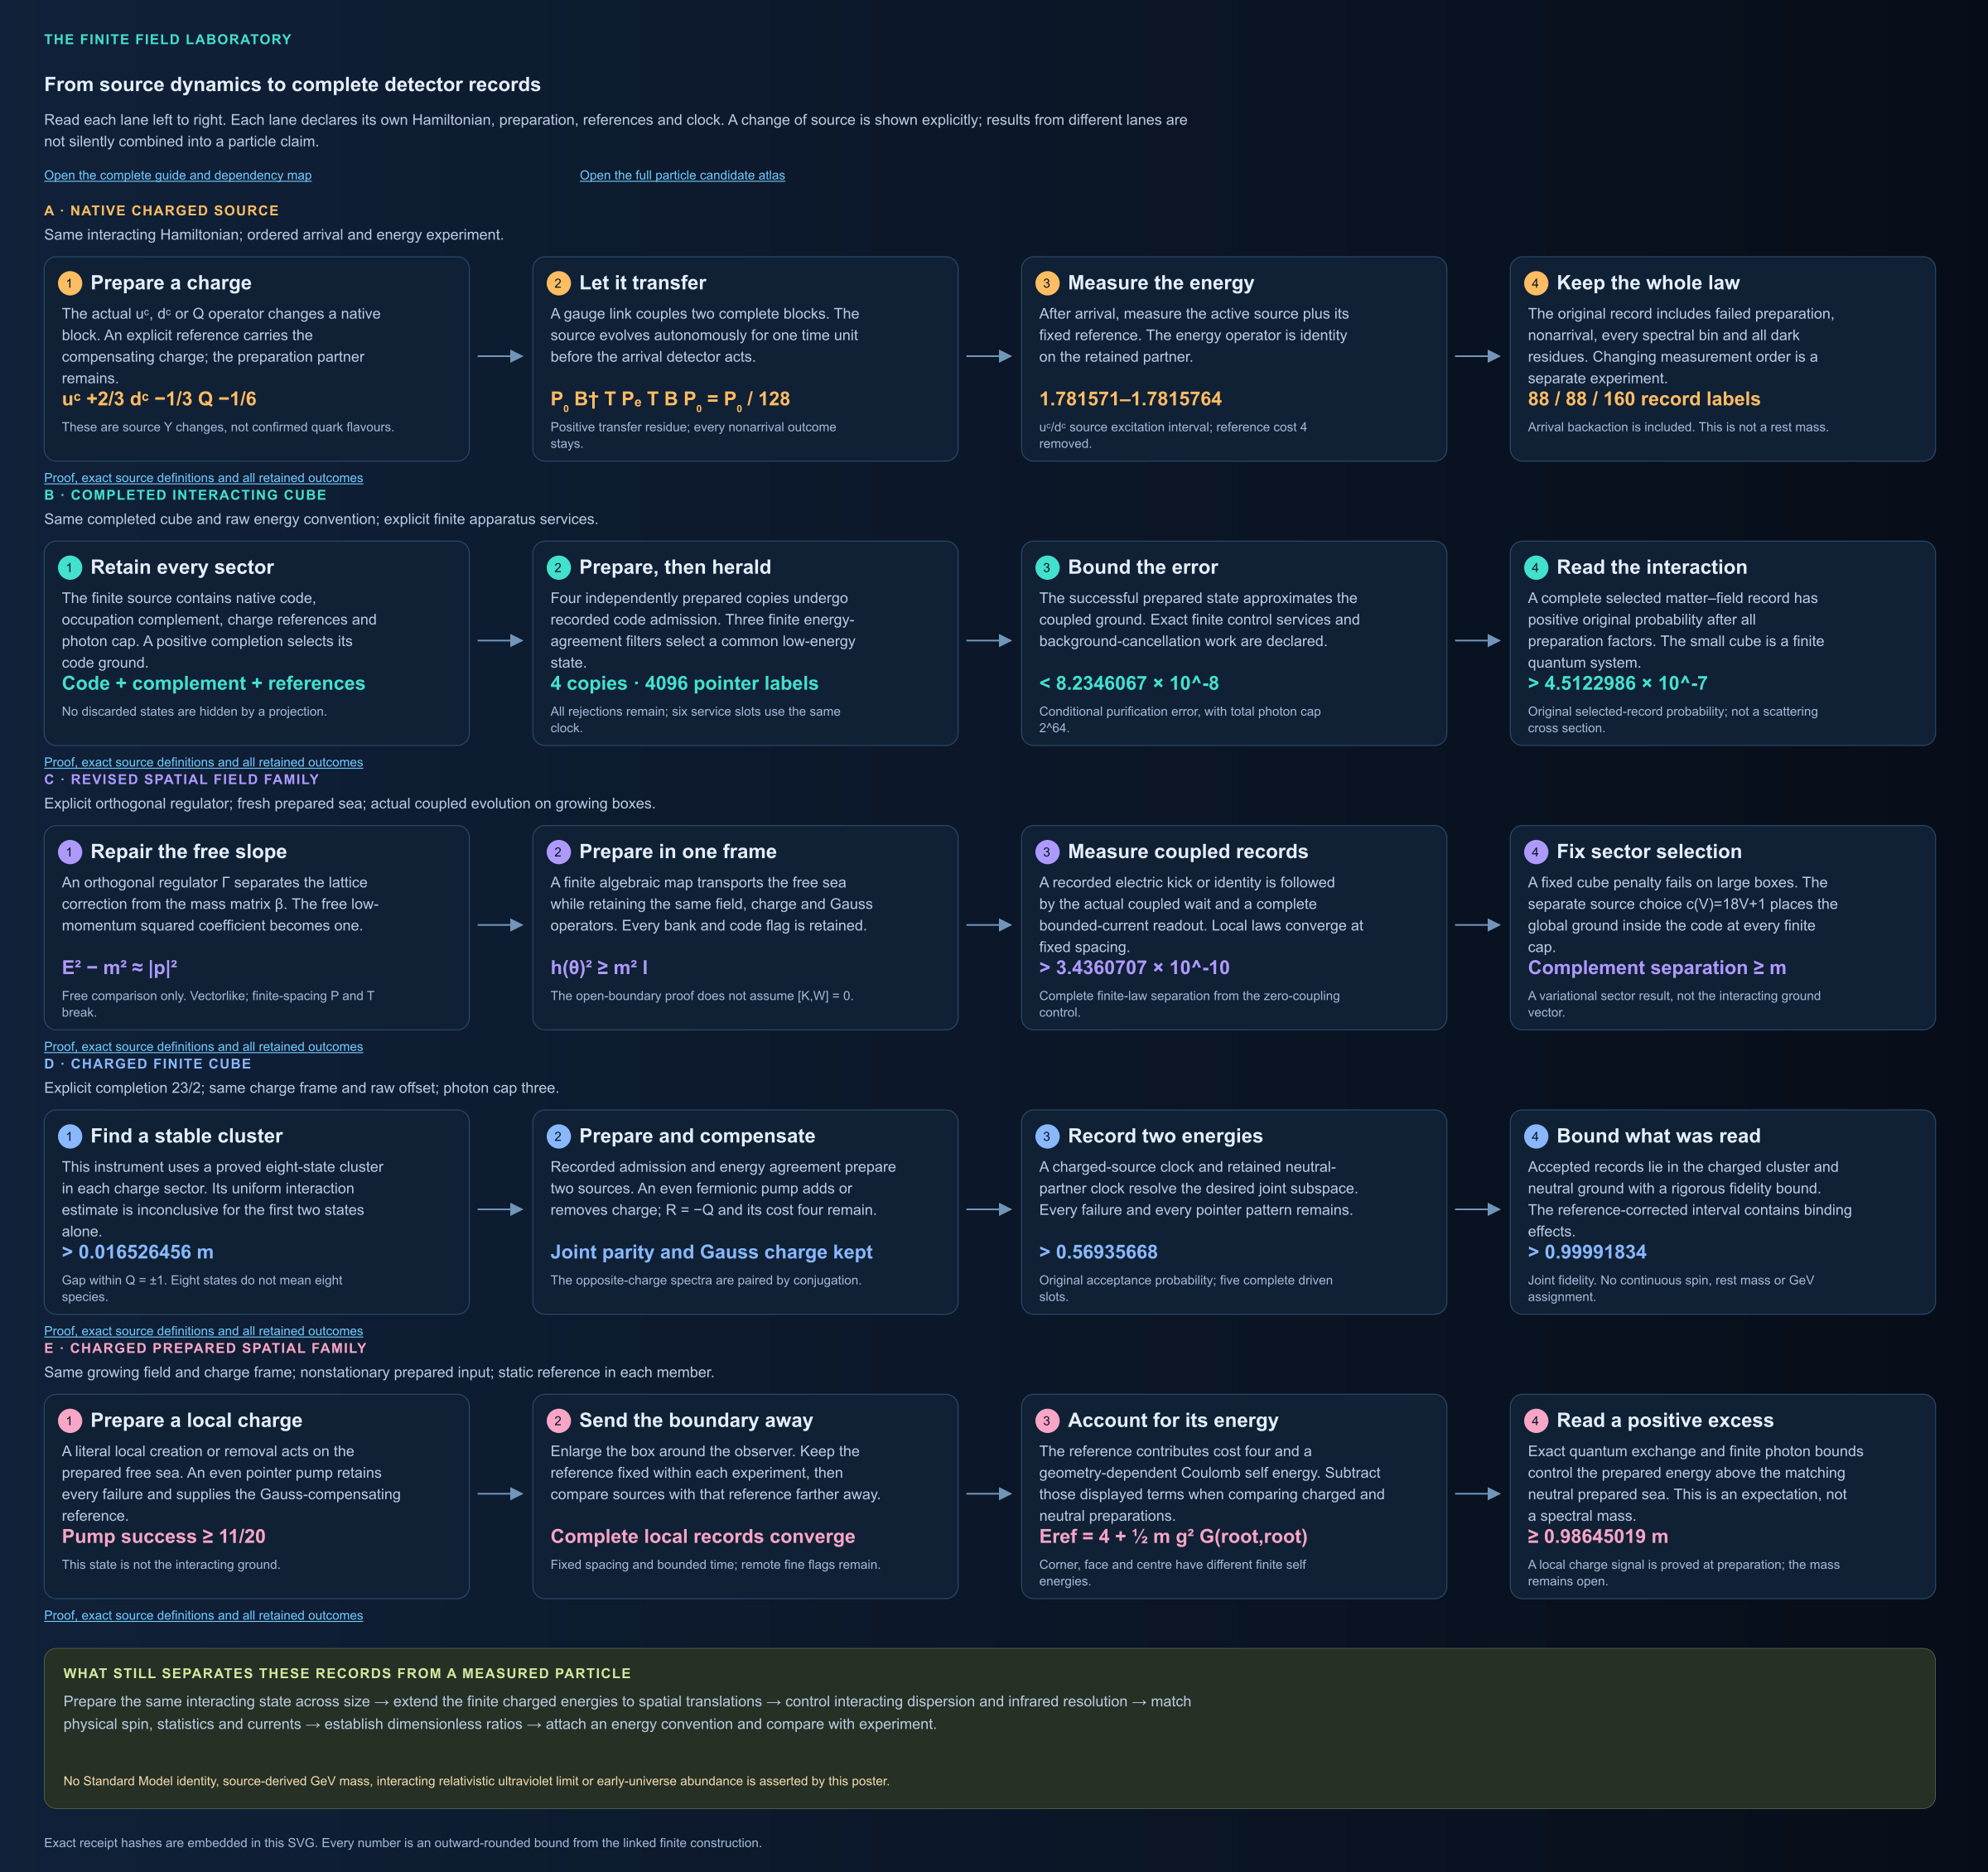 THE FINITE FIELD LABORATORY
From source dynamics to complete detector records
Read each lane left to right. Each lane declares its own Hamiltonian, preparation, references and clock. A change of source is shown explicitly; results from different lanes are
not silently combined into a particle claim.
Open the complete guide and dependency map
Open the full particle candidate atlas
A · NATIVE CHARGED SOURCE
Same interacting Hamiltonian; ordered arrival and energy experiment.
1 Prepare a charge
The actual uᶜ, dᶜ or Q operator changes a native
block. An explicit reference carries the
compensating charge; the preparation partner
remains.
uᶜ +2/3 dᶜ −1/3 Q −1/6
These are source Y changes, not confirmed quark flavours.
2 Let it transfer
A gauge link couples two complete blocks. The
source evolves autonomously for one time unit
before the arrival detector acts.
P₀ B† T Pₑ T B P₀ = P₀ / 128
Positive transfer residue; every nonarrival outcome
stays.
3 Measure the energy
After arrival, measure the active source plus its
fixed reference. The energy operator is identity
on the retained partner.
1.781571–1.7815764
uᶜ/dᶜ source excitation interval; reference cost 4
removed.
4 Keep the whole law
The original record includes failed preparation,
nonarrival, every spectral bin and all dark
residues. Changing measurement order is a
separate experiment.
88 / 88 / 160 record labels
Arrival backaction is included. This is not a rest mass.
Proof, exact source definitions and all retained outcomes
B · COMPLETED INTERACTING CUBE
Same completed cube and raw energy convention; explicit finite apparatus services.
1 Retain every sector
The finite source contains native code,
occupation complement, charge references and
photon cap. A positive completion selects its
code ground.
Code + complement + references
No discarded states are hidden by a projection.
2 Prepare, then herald
Four independently prepared copies undergo
recorded code admission. Three finite energy-
agreement filters select a common low-energy
state.
4 copies · 4096 pointer labels
All rejections remain; six service slots use the same
clock.
3 Bound the error
The successful prepared state approximates the
coupled ground. Exact finite control services and
background-cancellation work are declared.
< 8.2346067 × 10^-8
Conditional purification error, with total photon cap
2^64.
4 Read the interaction
A complete selected matter–field record has
positive original probability after all
preparation factors. The small cube is a finite
quantum system.
> 4.5122986 × 10^-7
Original selected-record probability; not a scattering
cross section.
Proof, exact source definitions and all retained outcomes
C · REVISED SPATIAL FIELD FAMILY
Explicit orthogonal regulator; fresh prepared sea; actual coupled evolution on growing boxes.
1 Repair the free slope
An orthogonal regulator Γ separates the lattice
correction from the mass matrix β. The free low-
momentum squared coefficient becomes one.
E² − m² ≈ |p|²
Free comparison only. Vectorlike; finite-spacing P and T
break.
2 Prepare in one frame
A finite algebraic map transports the free sea
while retaining the same field, charge and Gauss
operators. Every bank and code flag is retained.
h(θ)² ≥ m² I
The open-boundary proof does not assume [K,W] = 0.
3 Measure coupled records
A recorded electric kick or identity is followed
by the actual coupled wait and a complete
bounded-current readout. Local laws converge at
fixed spacing.
> 3.4360707 × 10^-10
Complete finite-law separation from the zero-coupling
control.
4 Fix sector selection
A fixed cube penalty fails on large boxes. The
separate source choice c(V)=18V+1 places the
global ground inside the code at every finite
cap.
Complement separation ≥ m
A variational sector result, not the interacting ground
vector.
Proof, exact source definitions and all retained outcomes
D · CHARGED FINITE CUBE
Explicit completion 23/2; same charge frame and raw offset; photon cap three.
1 Find a stable cluster
This instrument uses a proved eight-state cluster
in each charge sector. Its uniform interaction
estimate is inconclusive for the first two states
alone.
> 0.016526456 m
Gap within Q = ±1. Eight states do not mean eight
species.
2 Prepare and compensate
Recorded admission and energy agreement prepare
two sources. An even fermionic pump adds or
removes charge; R = −Q and its cost four remain.
Joint parity and Gauss charge kept
The opposite-charge spectra are paired by conjugation.
3 Record two energies
A charged-source clock and retained neutral-
partner clock resolve the desired joint subspace.
Every failure and every pointer pattern remains.
> 0.56935668
Original acceptance probability; five complete driven
slots.
4 Bound what was read
Accepted records lie in the charged cluster and
neutral ground with a rigorous fidelity bound.
The reference-corrected interval contains binding
effects.
> 0.99991834
Joint fidelity. No continuous spin, rest mass or GeV
assignment.
Proof, exact source definitions and all retained outcomes
E · CHARGED PREPARED SPATIAL FAMILY
Same growing field and charge frame; nonstationary prepared input; static reference in each member.
1 Prepare a local charge
A literal local creation or removal acts on the
prepared free sea. An even pointer pump retains
every failure and supplies the Gauss-compensating
reference.
Pump success ≥ 11/20
This state is not the interacting ground.
2 Send the boundary away
Enlarge the box around the observer. Keep the
reference fixed within each experiment, then
compare sources with that reference farther away.
Complete local records converge
Fixed spacing and bounded time; remote fine flags remain.
3 Account for its energy
The reference contributes cost four and a
geometry-dependent Coulomb self energy. Subtract
those displayed terms when comparing charged and
neutral preparations.
Eref = 4 + ½ m g² G(root,root)
Corner, face and centre have different finite self
energies.
4 Read a positive excess
Exact quantum exchange and finite photon bounds
control the prepared energy above the matching
neutral prepared sea. This is an expectation, not
a spectral mass.
≥ 0.98645019 m
A local charge signal is proved at preparation; the mass
remains open.
Proof, exact source definitions and all retained outcomes
WHAT STILL SEPARATES THESE RECORDS FROM A MEASURED PARTICLE
Prepare the same interacting state across size → extend the finite charged energies to spatial translations → control interacting dispersion and infrared resolution → match
physical spin, statistics and currents → establish dimensionless ratios → attach an energy convention and compare with experiment.
No Standard Model identity, source-derived GeV mass, interacting relativistic ultraviolet limit or early-universe abundance is asserted by this poster.
Exact receipt hashes are embedded in this SVG. Every number is an outward-rounded bound from the linked finite construction.